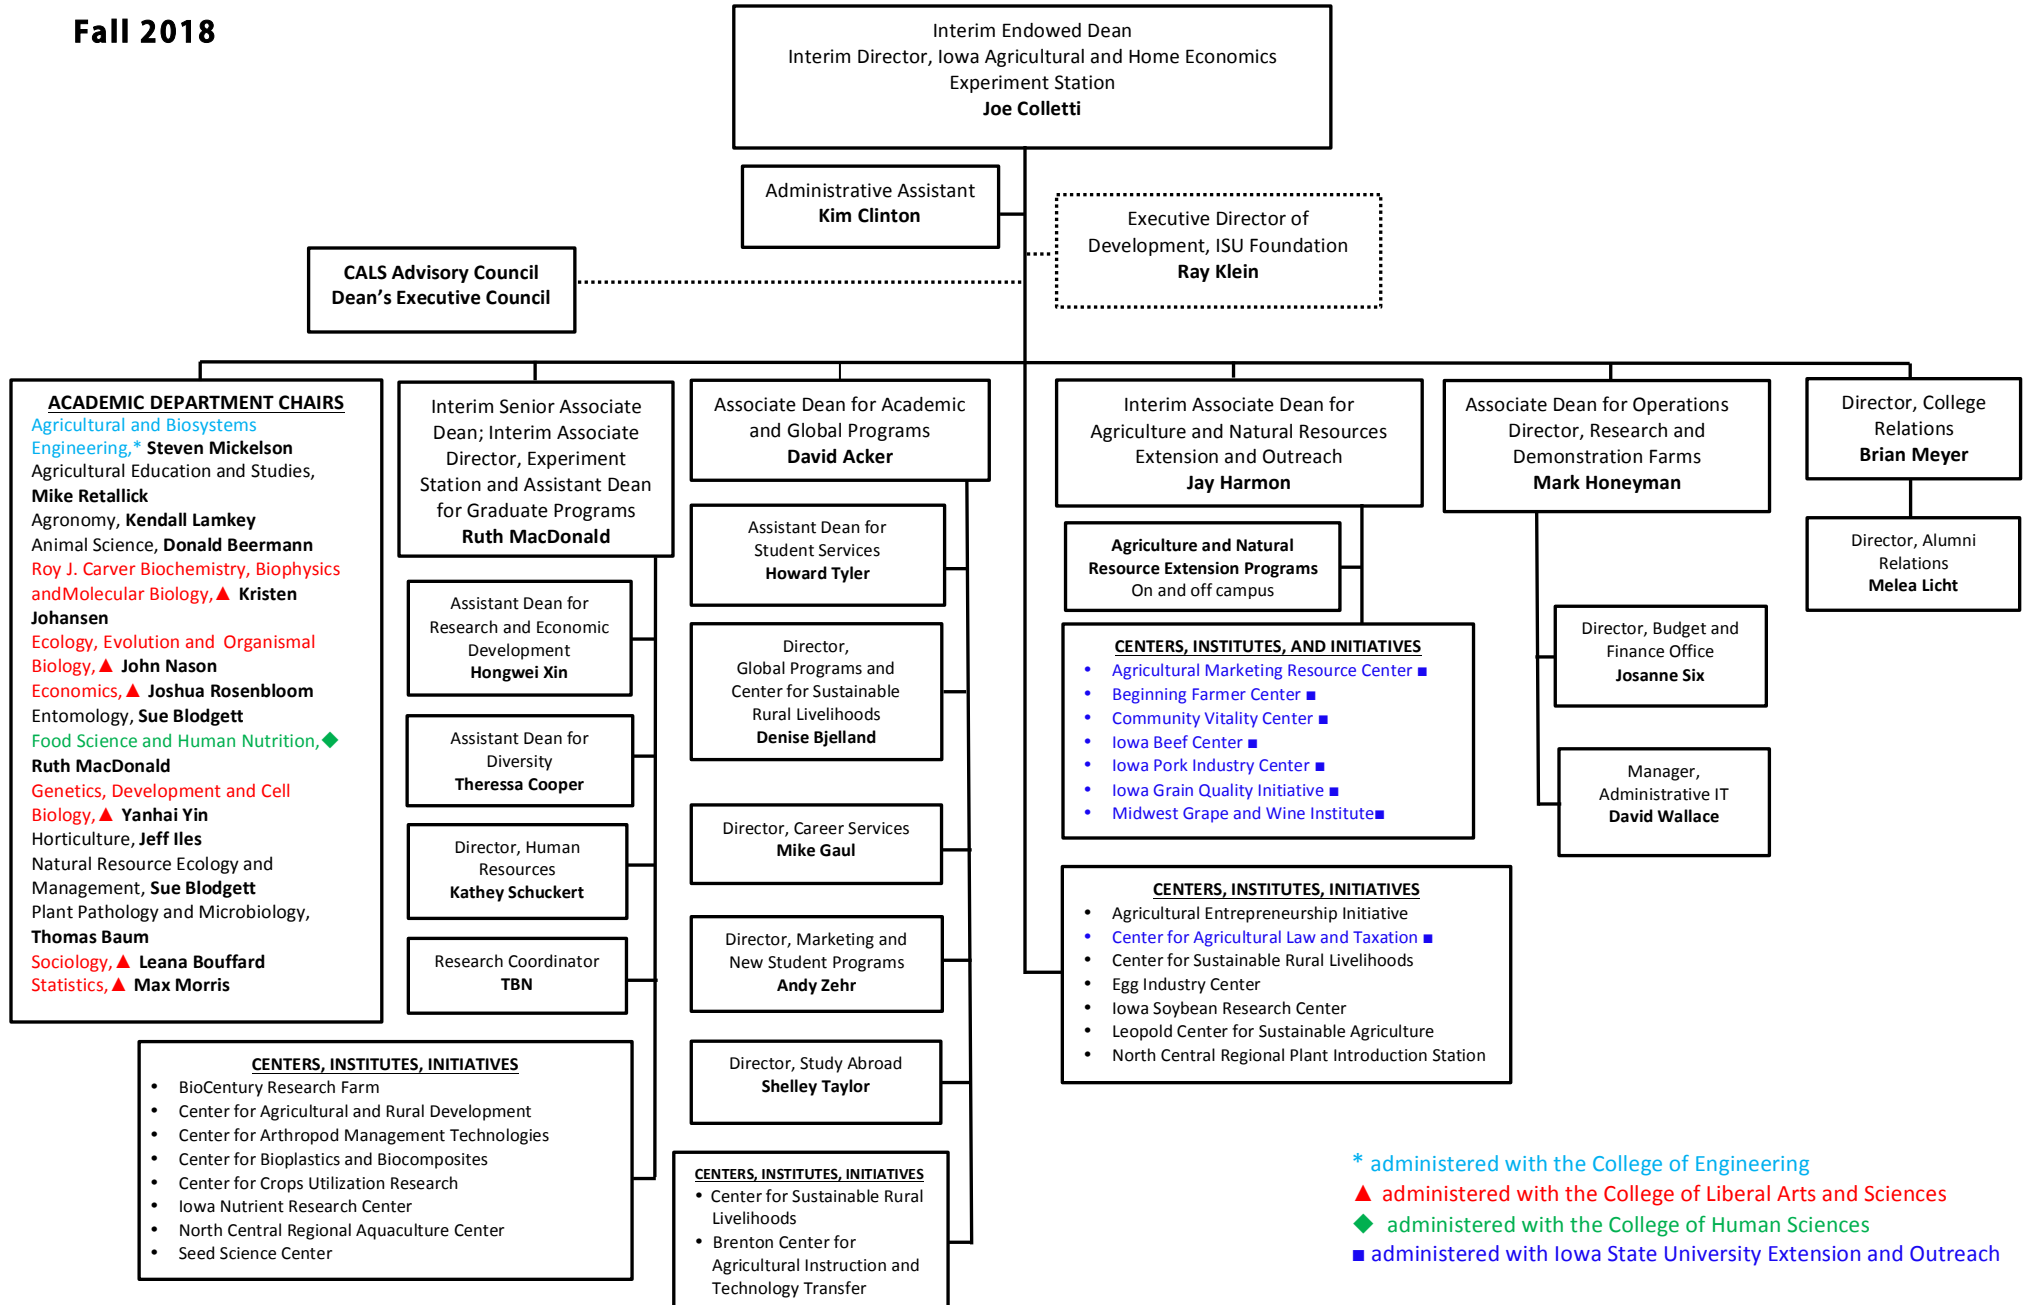 Fall 2018
Interim Endowed Dean
Interim Director, Iowa Agricultural and Home Economics
Experiment Station
Joe Colletti
Administrative Assistant
Kim Clinton
Executive Director of
Development, ISU Foundation
Ray Klein
CALS Advisory Council
Dean’s Executive Council
ACADEMIC DEPARTMENT CHAIRS
Agricultural and Biosystems
Engineering,* Steven Mickelson
Agricultural Education and Studies,
Mike Retallick
Agronomy, Kendall Lamkey
Animal Science, Donald Beermann
Roy J. Carver Biochemistry, Biophysics
andMolecular Biology,▲ Kristen
Johansen
Ecology, Evolution and Organismal
Biology,▲ John Nason
Economics,▲ Joshua Rosenbloom
Entomology, Sue Blodgett
Food Science and Human Nutrition,◆
Ruth MacDonald
Genetics, Development and Cell
Biology,▲ Yanhai Yin
Horticulture, Jeff Iles
Natural Resource Ecology and
Management, Sue Blodgett
Plant Pathology and Microbiology,
Thomas Baum
Sociology,▲ Leana Bouffard
Statistics,▲ Max Morris
Interim Senior Associate
Dean; Interim Associate
Director, Experiment
Station and Assistant Dean
for Graduate Programs
Ruth MacDonald
Assistant Dean for
Research and Economic
Development
Hongwei Xin
Assistant Dean for
Diversity
Theressa Cooper
Director, Human
Resources
Kathey Schuckert
Research Coordinator
TBN
CENTERS, INSTITUTES, INITIATIVES
• BioCentury Research Farm
• Center for Agricultural and Rural Development
• Center for Arthropod Management Technologies
• Center for Bioplastics and Biocomposites
• Center for Crops Utilization Research
• Iowa Nutrient Research Center
• North Central Regional Aquaculture Center
• Seed Science Center
Associate Dean for Academic
and Global Programs
David Acker
Assistant Dean for
Student Services
Howard Tyler
Director,
Global Programs and
Center for Sustainable
Rural Livelihoods
Denise Bjelland
Director, Career Services
Mike Gaul
Director, Marketing and
New Student Programs
Andy Zehr
Director, Study Abroad
Shelley Taylor
CENTERS, INSTITUTES, INITIATIVES
• Center for Sustainable Rural
Livelihoods
• Brenton Center for
Agricultural Instruction and
Technology Transfer
Interim Associate Dean for
Agriculture and Natural Resources
Extension and Outreach
Jay Harmon
Agriculture and Natural
Resource Extension Programs
On and off campus
CENTERS, INSTITUTES, AND INITIATIVES
• Agricultural Marketing Resource Center ■
• Beginning Farmer Center ■
• Community Vitality Center ■
• Iowa Beef Center ■
• Iowa Pork Industry Center ■
• Iowa Grain Quality Initiative ■
• Midwest Grape and Wine Institute■
CENTERS, INSTITUTES, INITIATIVES
• Agricultural Entrepreneurship Initiative
• Center for Agricultural Law and Taxation ■
• Center for Sustainable Rural Livelihoods
• Egg Industry Center
• Iowa Soybean Research Center
• Leopold Center for Sustainable Agriculture
• North Central Regional Plant Introduction Station
Associate Dean for Operations
Director, Research and
Demonstration Farms
Mark Honeyman
Director, Budget and
Finance Office
Josanne Six
Manager,
Administrative IT
David Wallace
Director, College
Relations
Brian Meyer
Director, Alumni
Relations
Melea Licht
* administered with the College of Engineering
▲ administered with the College of Liberal Arts and Sciences
◆ administered with the College of Human Sciences
■ administered with Iowa State University Extension and Outreach